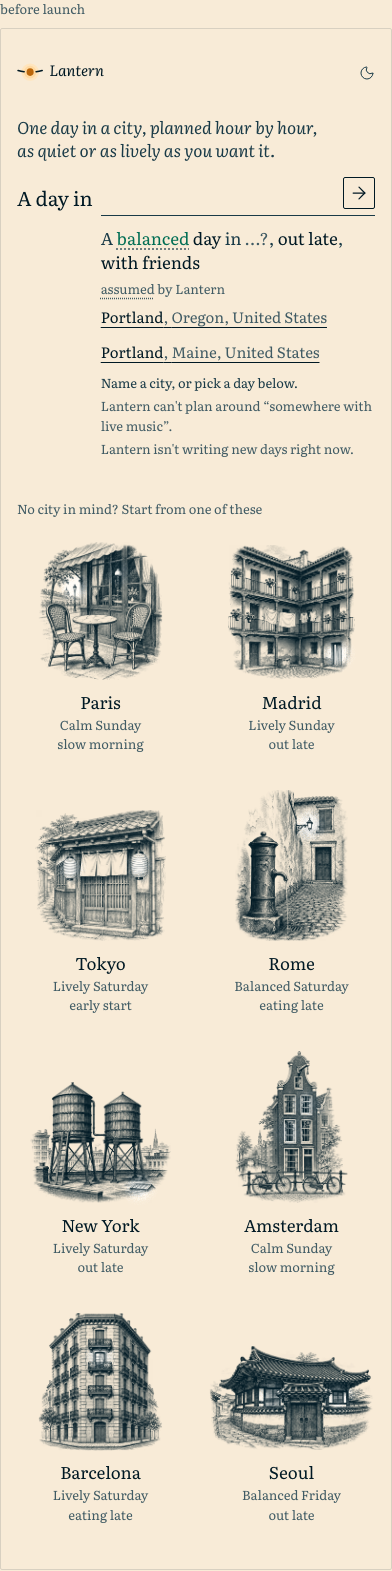 before launch
Lantern
One day in a city, planned hour by hour,
as quiet or as lively as you want it.
A day in
A balanced day in …?, out late,
with friends
assumed by Lantern
Portland, Oregon, United States
Portland, Maine, United States
Name a city, or pick a day below.
Lantern can't plan around “somewhere with
live music”.
Lantern isn't writing new days right now.
No city in mind? Start from one of these
Paris
Calm Sunday
slow morning
Madrid
Lively Sunday
out late
Tokyo
Lively Saturday
early start
Rome
Balanced Saturday
eating late
New York
Lively Saturday
out late
Amsterdam
Calm Sunday
slow morning
Barcelona
Lively Saturday
eating late
Seoul
Balanced Friday
out late